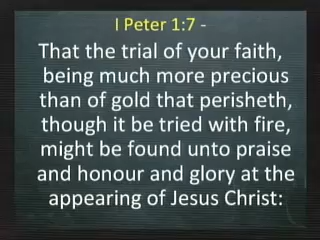 I Peter 1:7 -
That the trial of your faith,
being much more precious
than of gold that perisheth,
though it be tried with fire,
might be found unto praise
and honour and glory at the
appearing of Jesus Christ: